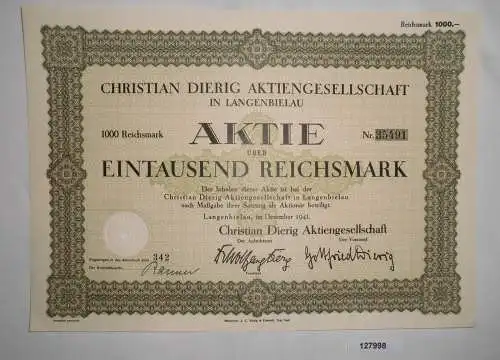 Reichsmark 1000.—
CHRISTIAN DIERIG AKTIENGESELLSCHAFT
IN LANGENBIELAU
1000 Reichsmark AKTIE Nr. 35491
ÜBER
EINTAUSEND REICHSMARK
Der Inhaber dieser Aktie ist bei der
Christian Dierig Aktiengesellschaft in Langenbielau
nach Maßgabe ihrer Satzung als Aktionär beteiligt.
Langenbielau, im Dezember 1941.
Christian Dierig Aktiengesellschaft
Der Aufsichtsrat Der Vorstand
342
Gottfried Dierig
127998